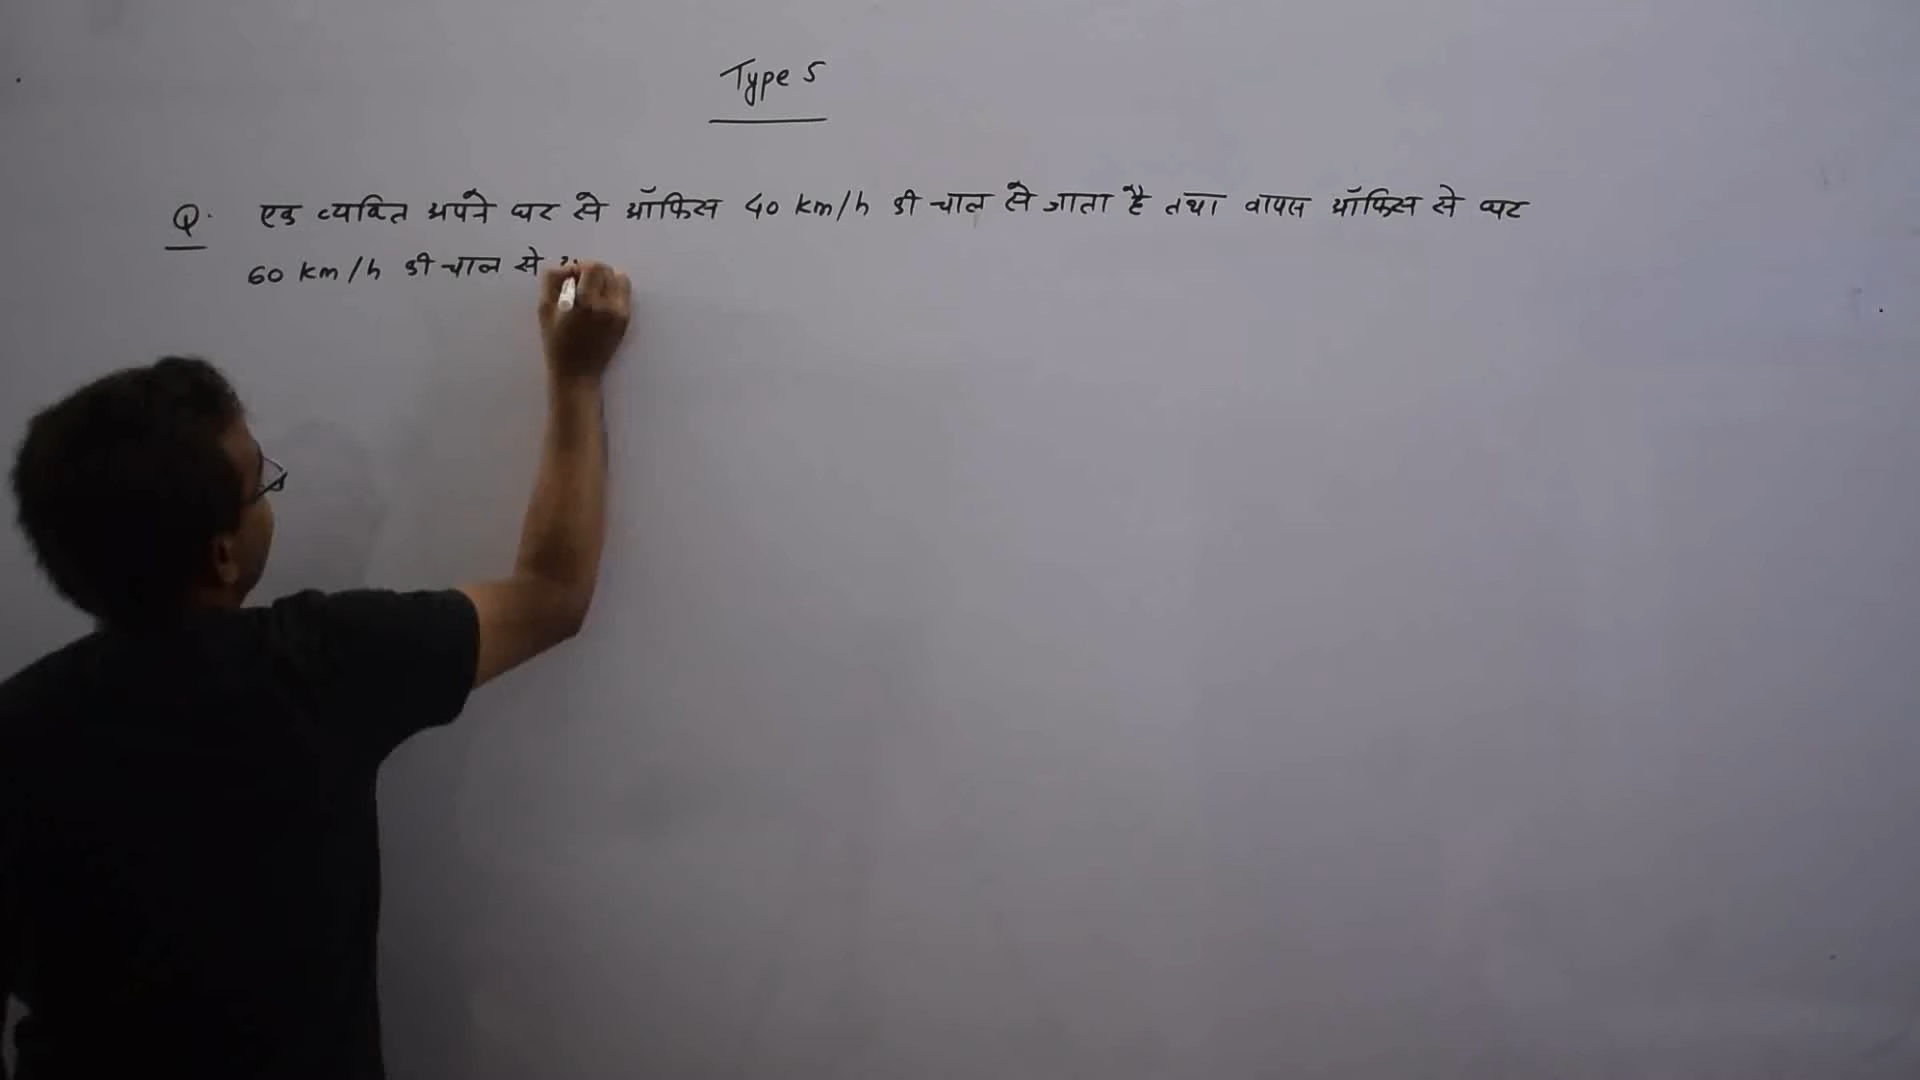 Type 5
Q. एक व्यक्ति अपने घर से ऑफिस 40 km/h की चाल से जाता है तथा वापस ऑफिस से घर
60 km/h की चाल से